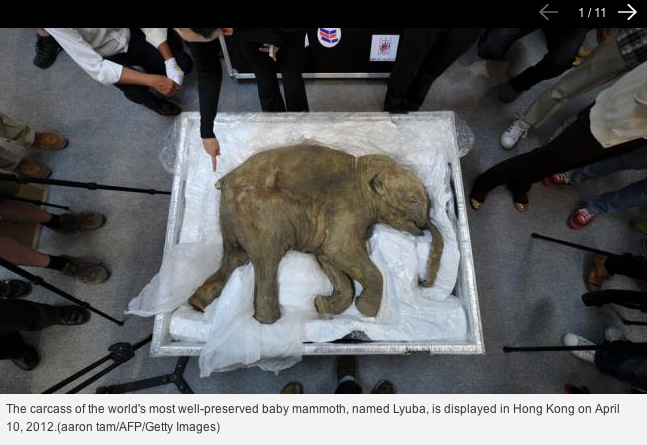 1 / 11
The carcass of the world's most well-preserved baby mammoth, named Lyuba, is displayed in Hong Kong on April
10, 2012.(aaron tam/AFP/Getty Images)